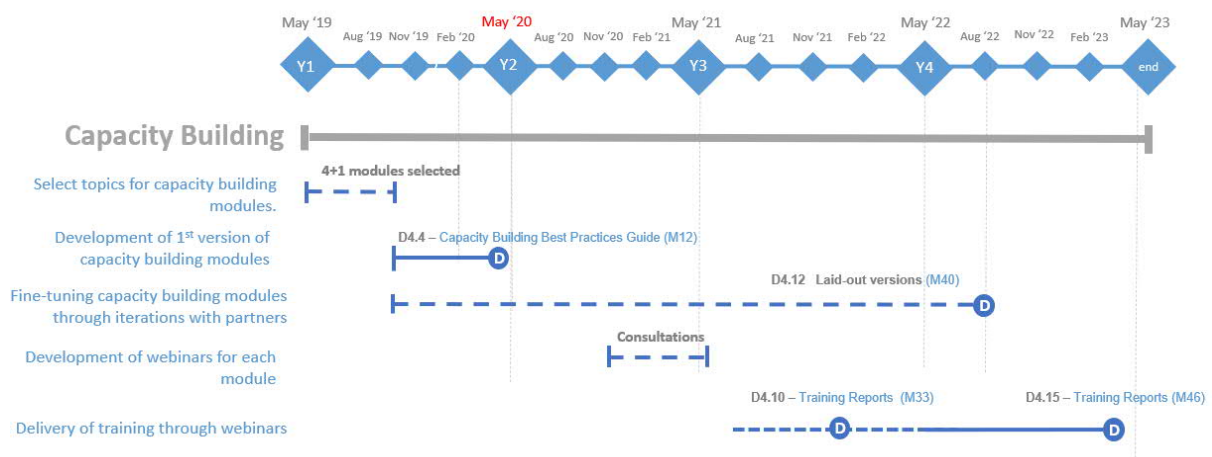 May ‘19 May ‘20 May ‘21 May ‘22 May ‘23
Aug ‘19 Nov ‘19 Feb ‘20 Aug ‘20 Nov ‘20 Feb ‘21 Aug ‘21 Nov ‘21 Feb ‘22 Aug ‘22 Nov ‘22 Feb ‘23
Y1 Y2 Y3 Y4 end
Capacity Building
4+1 modules selected
Select topics for capacity building
modules.
Development of 1st version of
capacity building modules
D4.4 – Capacity Building Best Practices Guide (M12)
D
Fine-tuning capacity building modules
through iterations with partners
D4.12 Laid-out versions (M40)
D
Consultations
Development of webinars for each
module
D4.10 – Training Reports (M33) D4.15 – Training Reports (M46)
Delivery of training through webinars
D D